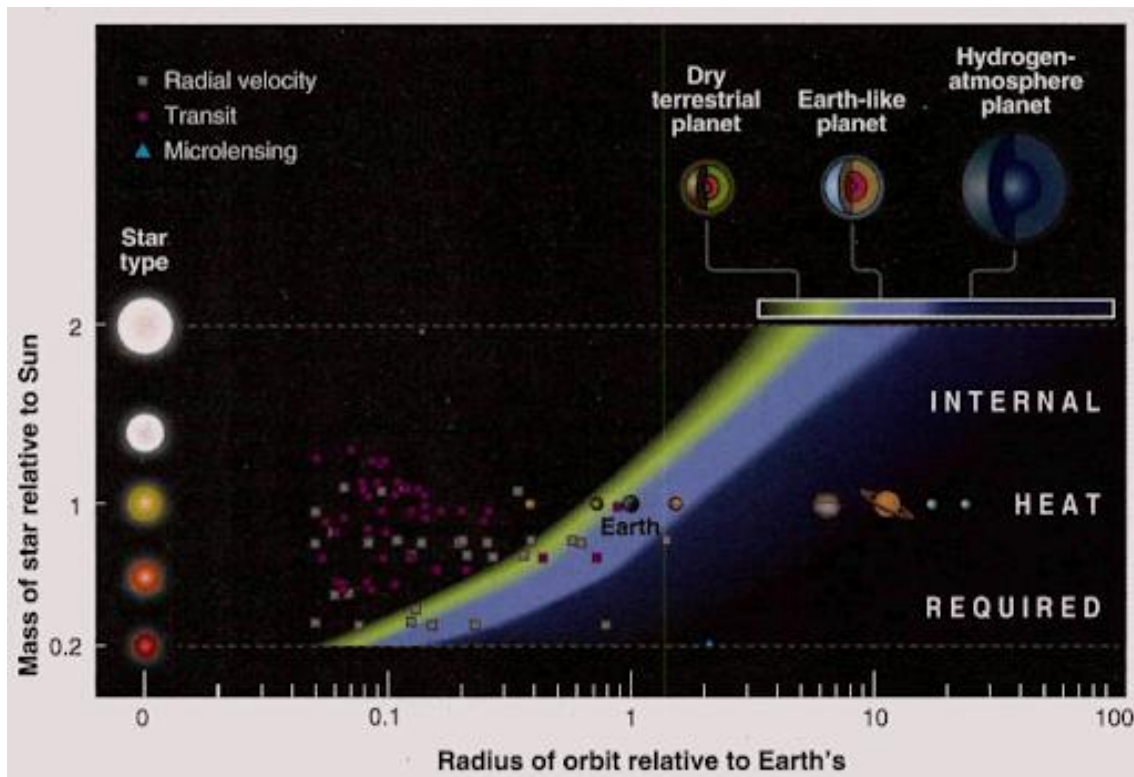 Radial velocity
Transit
Microlensing
Dry
terrestrial
planet
Earth-like
planet
Hydrogen-
atmosphere
planet
Star
type
2
1
0.2
Mass of star relative to Sun
Earth
INTERNAL
HEAT
REQUIRED
0
0.1
1
10
100
Radius of orbit relative to Earth's